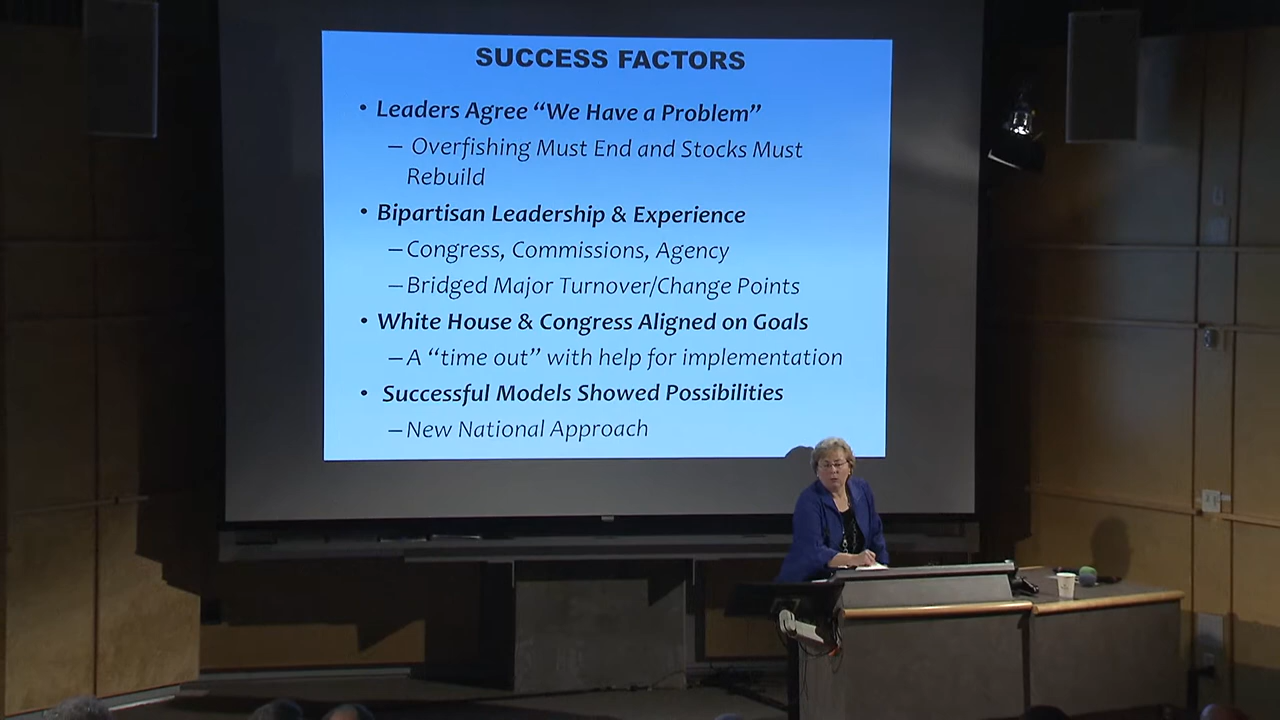 SUCCESS FACTORS
• Leaders Agree “We Have a Problem”
– Overfishing Must End and Stocks Must
Rebuild
• Bipartisan Leadership & Experience
– Congress, Commissions, Agency
– Bridged Major Turnover/Change Points
• White House & Congress Aligned on Goals
– A “time out” with help for implementation
• Successful Models Showed Possibilities
– New National Approach